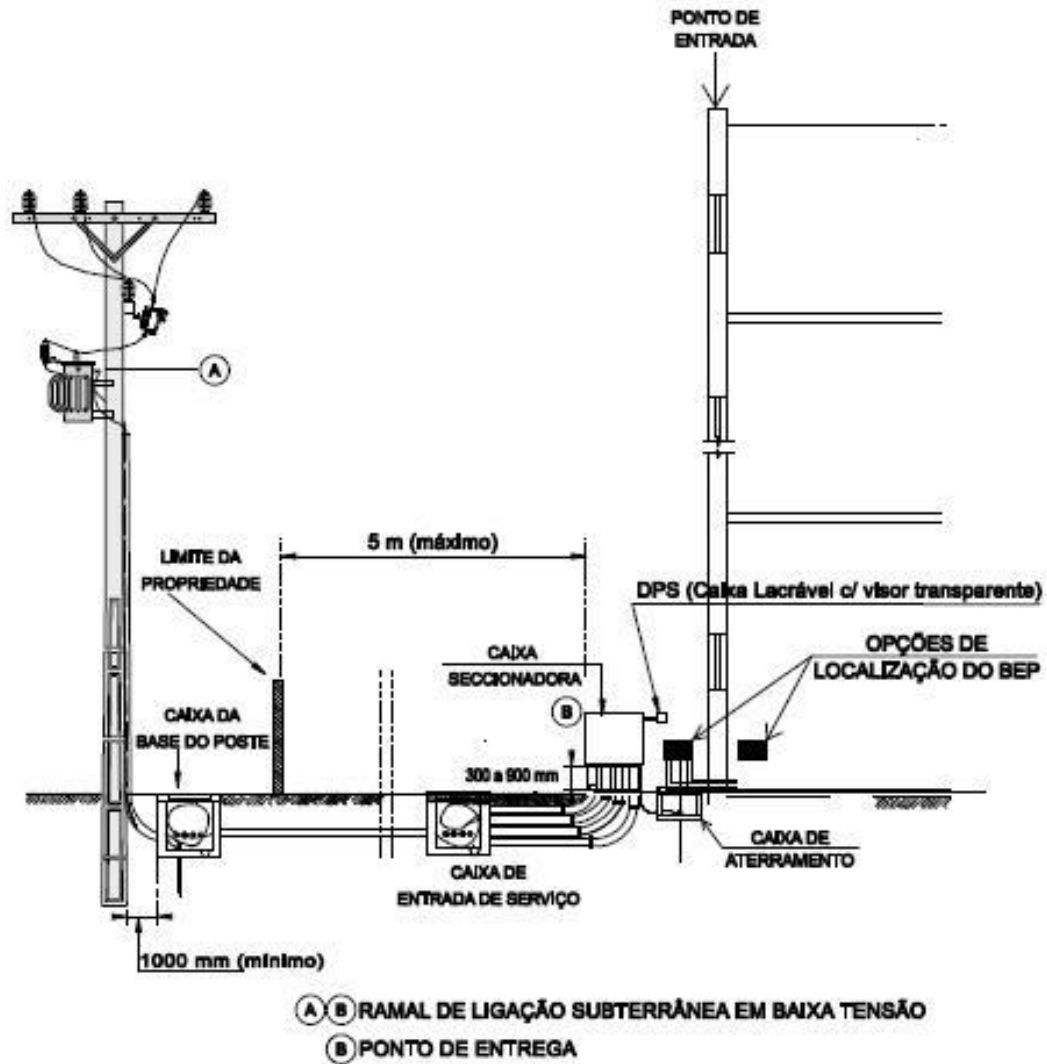 PONTO DE
ENTRADA
A
5 m (máximo)
LIMITE DA
PROPRIEDADE
DPS (Caixa Lacrável c/ visor transparente)
CAIXA
SECCIONADORA
OPÇÕES DE
LOCALIZAÇÃO DO BEP
B
CAIXA DA
BASE DO POSTE
300 a 900 mm
CAIXA DE
ATERRAMENTO
CAIXA DE
ENTRADA DE SERVIÇO
1000 mm (mínimo)
A B RAMAL DE LIGAÇÃO SUBTERRÂNEA EM BAIXA TENSÃO
B PONTO DE ENTREGA